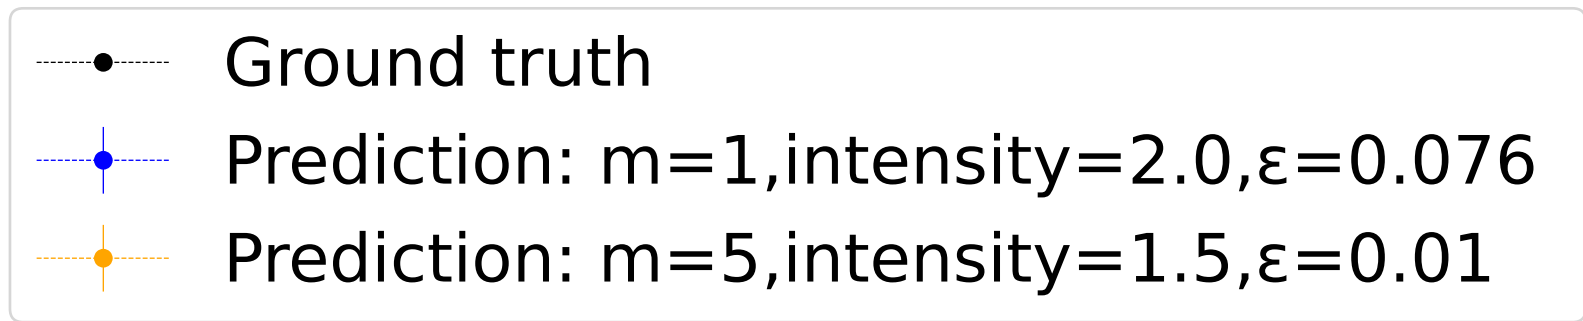 Ground truth
Prediction: m=1,intensity=2.0,ε=0.076
Prediction: m=5,intensity=1.5,ε=0.01